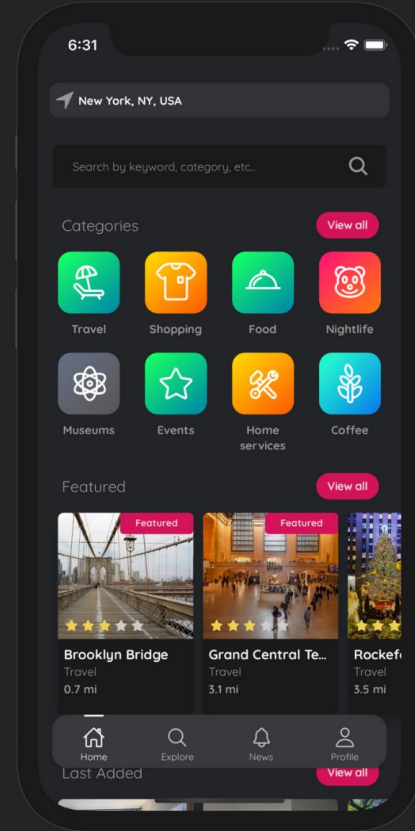 6:31
New York, NY, USA
Search by keyword, category, etc...
Categories
View all
Travel
Shopping
Food
Nightlife
Museums
Events
Home
services
Coffee
Featured
View all
Featured
Featured
Brooklyn Bridge
Grand Central Te...
Rockef
Travel
Travel
Travel
0.7 mi
3.1 mi
3.5 mi
Home
Explore
News
Profile
Last Added
View all